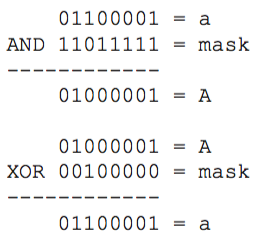 01100001 = a
AND 11011111 = mask
------------
01000001 = A
01000001 = A
XOR 00100000 = mask
------------
01100001 = a